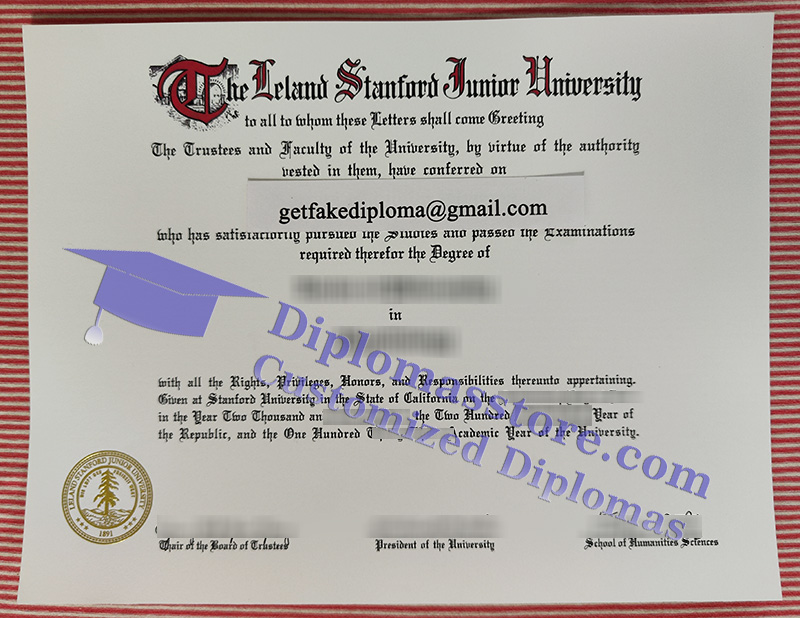 The Leland Stanford Junior University
to all to whom these Letters shall come Greeting
The Trustees and Faculty of the University, by virtue of the authority
vested in them, have conferred on
getfakediploma@gmail.com
who has satisfactorily pursued the Studies and passed the Examinations
required therefor the Degree of
in
with all the Rights, Privileges, Honors, and Responsibilities thereunto appertaining.
Given at Stanford University in the State of California on the
in the Year Two Thousand an the Two Hundred Year of
the Republic, and the One Hundred Academic Year of the University.
Diplomasstore.com
Customized Diplomas
LELAND STANFORD JUNIOR UNIVERSITY
1891
Chair of the Board of Trustees
President of the University
School of Humanities Sciences